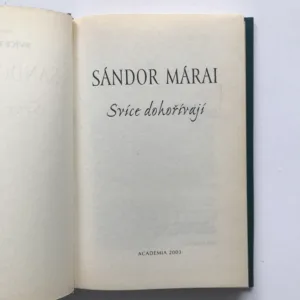 SÁNDOR MÁRAI
Svíce dohořívají
ACADEMIA 2003